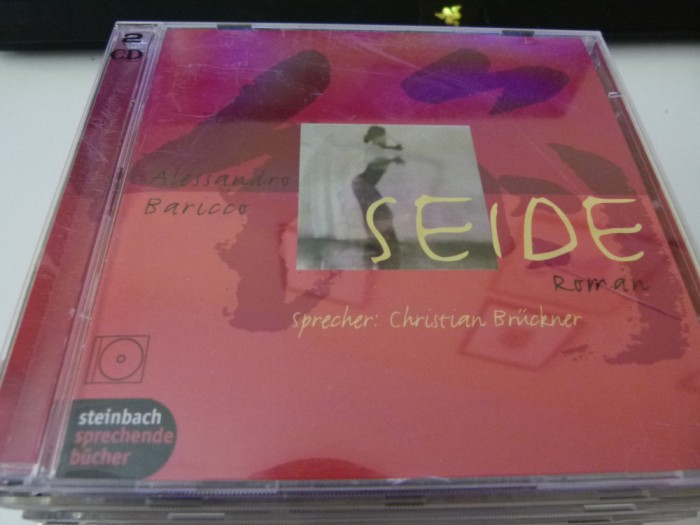 2
CD
Alessandro
Baricco
SEIDE
Roman
Sprecher: Christian Brückner
steinbach
sprechende
bücher